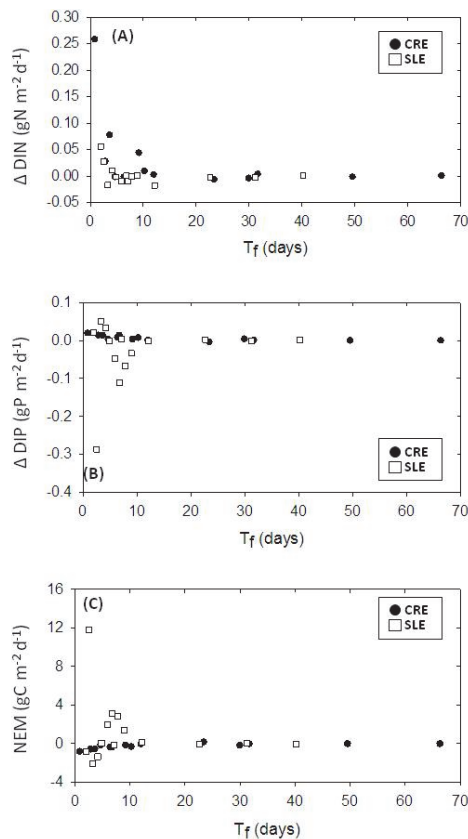 0.30
(A)
CRE
SLE
0.25
0.20
0.15
0.10
0.05
0.00
-0.05
Δ DIN (gN m-2 d-1)
0 10 20 30 40 50 60 70
Tf (days)
0.1
0.0
-0.1
-0.2
-0.3
-0.4
Δ DIP (gP m-2 d-1)
CRE
SLE
(B)
0 10 20 30 40 50 60 70
Tf (days)
16
(C)
CRE
SLE
12
8
4
0
-4
NEM (gC m-2 d-1)
0 10 20 30 40 50 60 70
Tf (days)